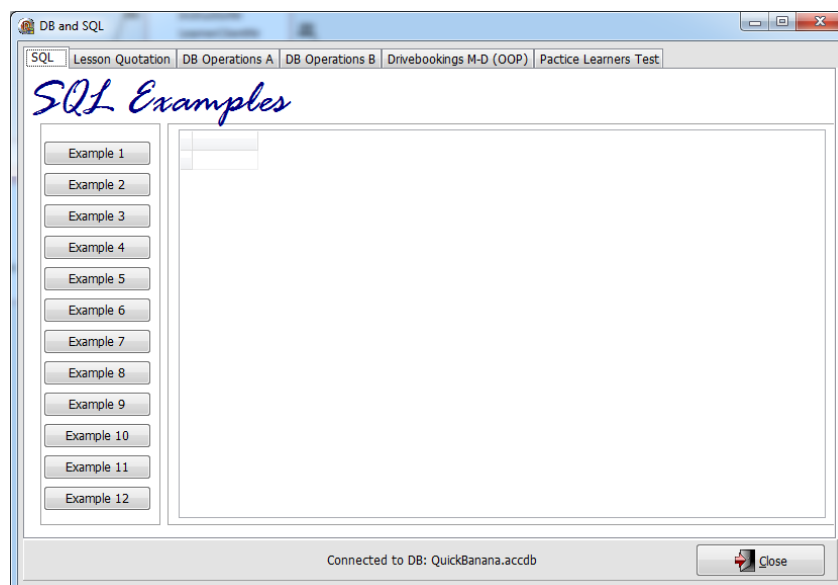 DB and SQL
SQL Lesson Quotation DB Operations A DB Operations B Drivebookings M-D (OOP) Pactice Learners Test
SQL Examples
Example 1
Example 2
Example 3
Example 4
Example 5
Example 6
Example 7
Example 8
Example 9
Example 10
Example 11
Example 12
Connected to DB: QuickBanana.accdb
Close